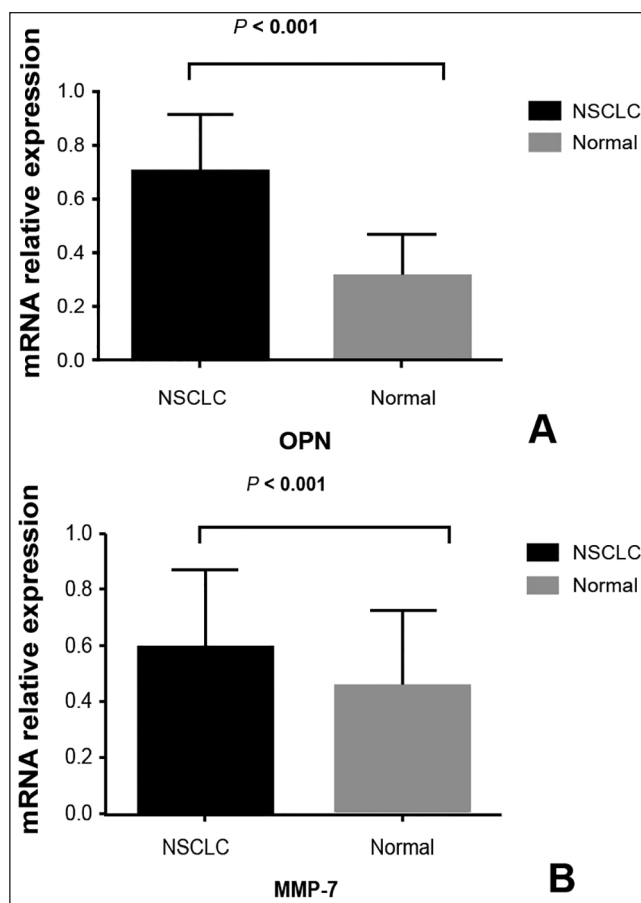 P < 0.001
mRNA relative expression
1.0
0.8
0.6
0.4
0.2
0.0
NSCLC
Normal
NSCLC Normal
OPN
A
P < 0.001
mRNA relative expression
1.0
0.8
0.6
0.4
0.2
0.0
NSCLC
Normal
NSCLC Normal
MMP-7
B